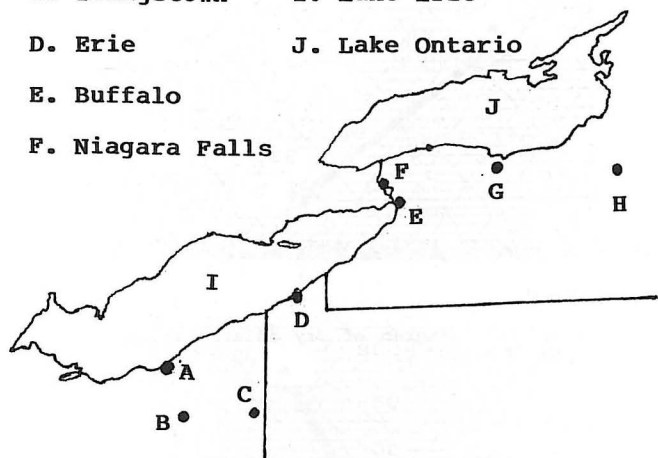 D. Erie
J. Lake Ontario
E. Buffalo
F. Niagara Falls
J
F
G
H
E
I
D
A
C
B